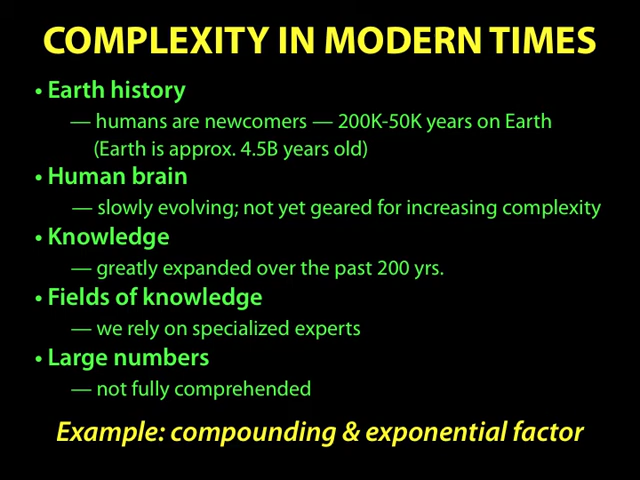 COMPLEXITY IN MODERN TIMES
• Earth history
— humans are newcomers — 200K-50K years on Earth
(Earth is approx. 4.5B years old)
• Human brain
— slowly evolving; not yet geared for increasing complexity
• Knowledge
— greatly expanded over the past 200 yrs.
• Fields of knowledge
— we rely on specialized experts
• Large numbers
— not fully comprehended
Example: compounding & exponential factor